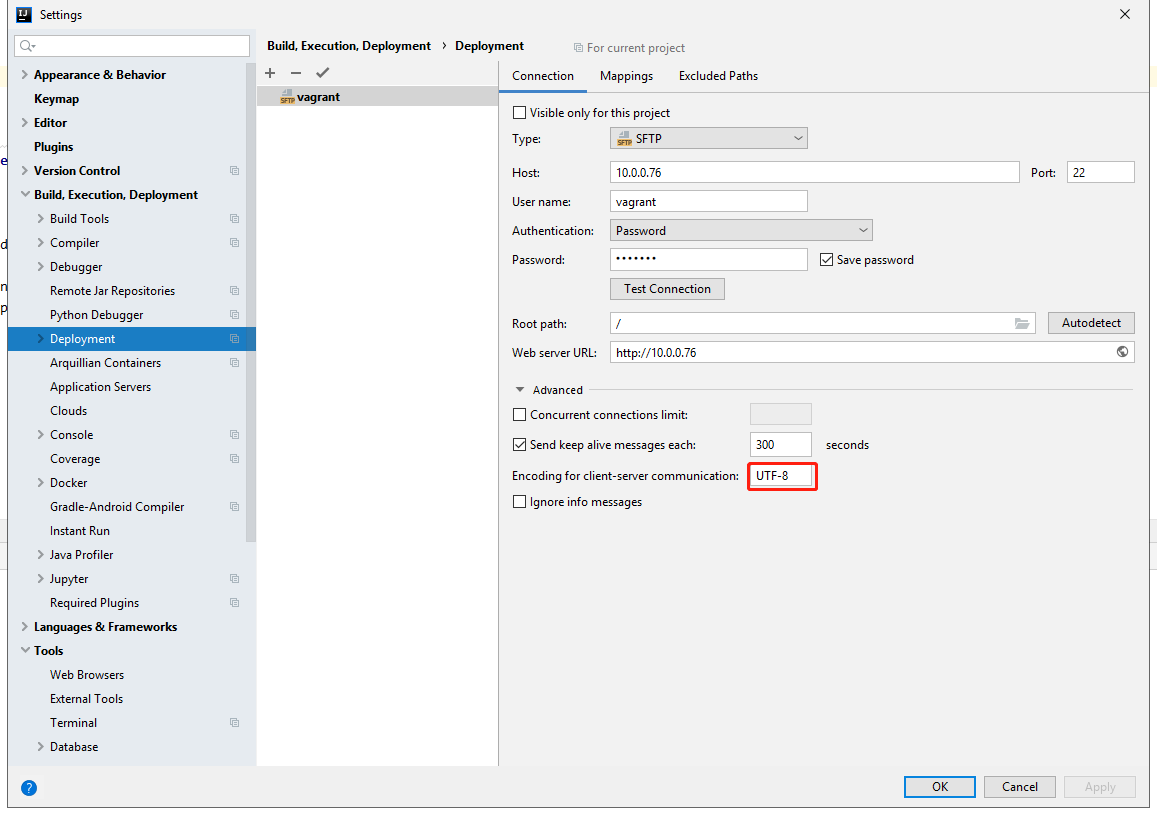 Settings
Build, Execution, Deployment › Deployment
For current project
Appearance & Behavior
Keymap
Editor
Plugins
Version Control
Build, Execution, Deployment
Build Tools
Compiler
Debugger
Remote Jar Repositories
Python Debugger
Deployment
Arquillian Containers
Application Servers
Clouds
Console
Coverage
Docker
Gradle-Android Compiler
Instant Run
Java Profiler
Jupyter
Required Plugins
Languages & Frameworks
Tools
Web Browsers
External Tools
Terminal
Database
SFTP vagrant
Connection Mappings Excluded Paths
Visible only for this project
Type: SFTP SFTP
Host: 10.0.0.76 Port: 22
User name: vagrant
Authentication: Password
Password: ••••••• Save password
Test Connection
Root path: / Autodetect
Web server URL: http://10.0.0.76
Advanced
Concurrent connections limit:
Send keep alive messages each: 300 seconds
Encoding for client-server communication: UTF-8
Ignore info messages
?
OK Cancel Apply